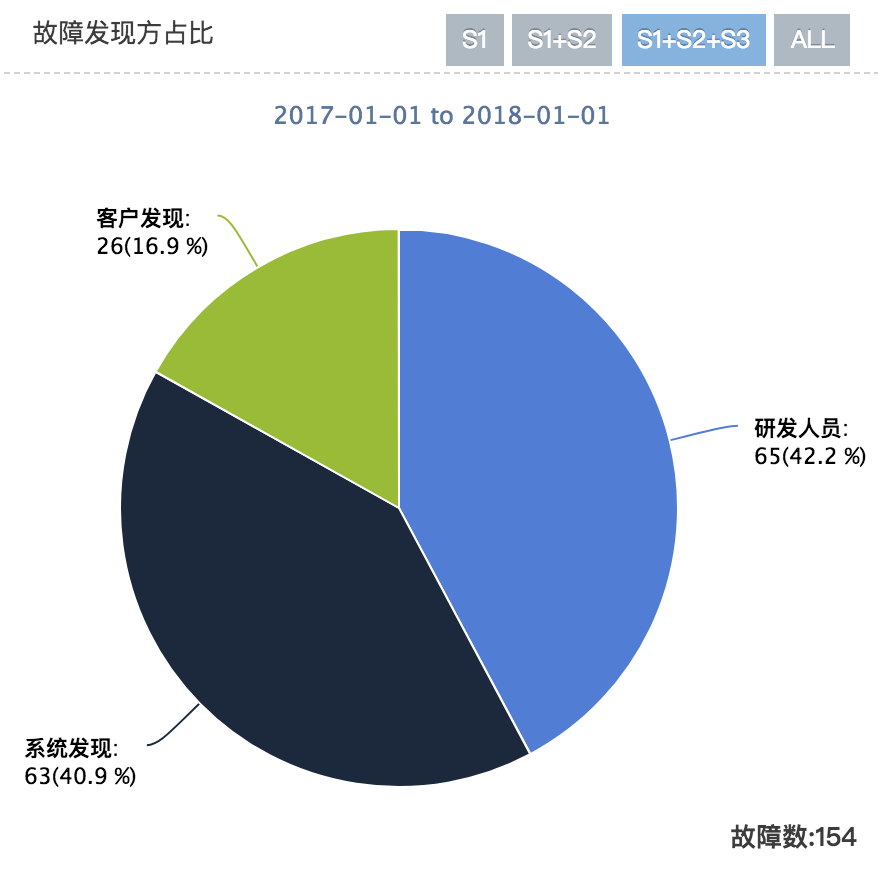 故障发现方占比
S1
S1+S2
S1+S2+S3
ALL
2017-01-01 to 2018-01-01
客户发现:
26(16.9 %)
研发人员:
65(42.2 %)
系统发现:
63(40.9 %)
故障数:154